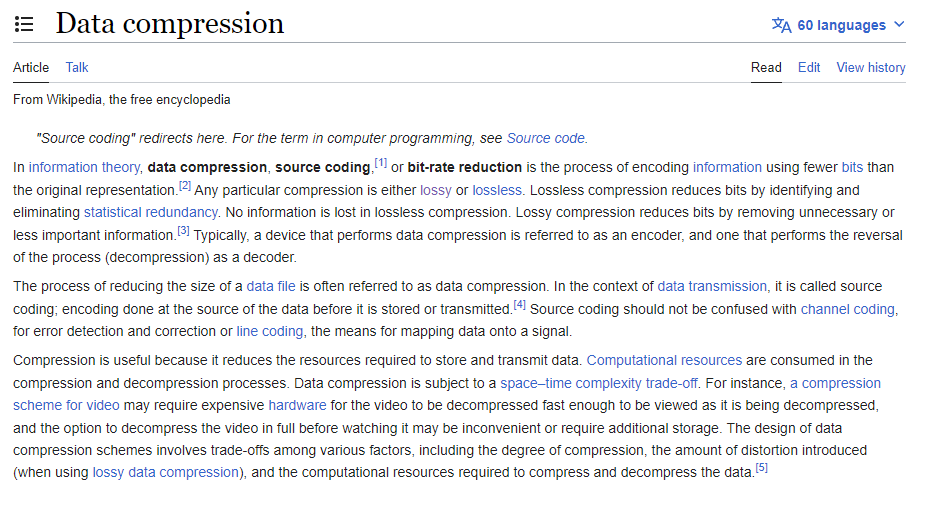 Data compression
60 languages
Article Talk Read Edit View history
From Wikipedia, the free encyclopedia
"Source coding" redirects here. For the term in computer programming, see Source code.
In information theory, data compression, source coding,[1] or bit-rate reduction is the process of encoding information using fewer bits than
the original representation.[2] Any particular compression is either lossy or lossless. Lossless compression reduces bits by identifying and
eliminating statistical redundancy. No information is lost in lossless compression. Lossy compression reduces bits by removing unnecessary or
less important information.[3] Typically, a device that performs data compression is referred to as an encoder, and one that performs the reversal
of the process (decompression) as a decoder.
The process of reducing the size of a data file is often referred to as data compression. In the context of data transmission, it is called source
coding; encoding done at the source of the data before it is stored or transmitted.[4] Source coding should not be confused with channel coding,
for error detection and correction or line coding, the means for mapping data onto a signal.
Compression is useful because it reduces the resources required to store and transmit data. Computational resources are consumed in the
compression and decompression processes. Data compression is subject to a space–time complexity trade-off. For instance, a compression
scheme for video may require expensive hardware for the video to be decompressed fast enough to be viewed as it is being decompressed,
and the option to decompress the video in full before watching it may be inconvenient or require additional storage. The design of data
compression schemes involves trade-offs among various factors, including the degree of compression, the amount of distortion introduced
(when using lossy data compression), and the computational resources required to compress and decompress the data.[5]